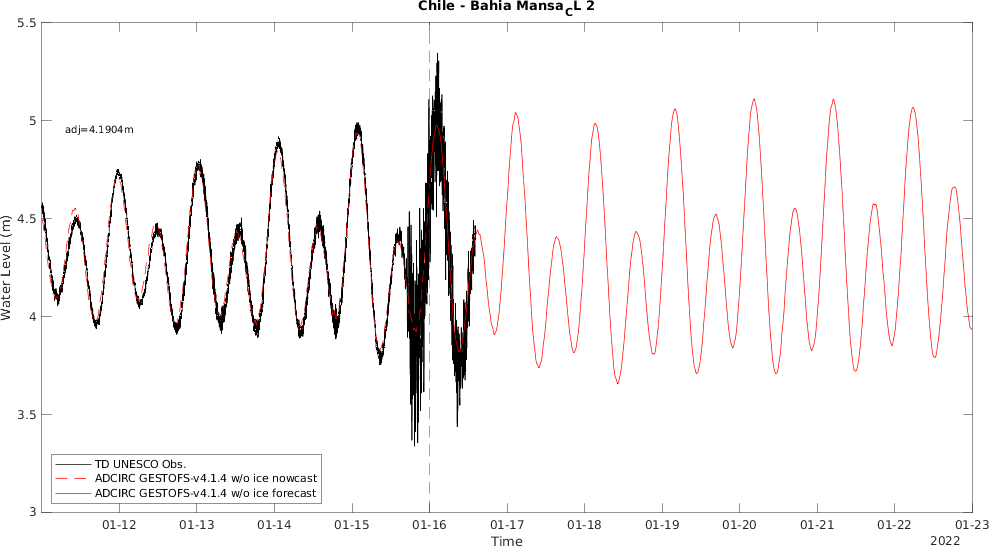 Chile - Bahia MansaCL 2
5.5
5
4.5
4
3.5
3
Water Level (m)
adj=4.1904m
TD UNESCO Obs.
ADCIRC GESTOFS-v4.1.4 w/o ice nowcast
ADCIRC GESTOFS-v4.1.4 w/o ice forecast
01-12 01-13 01-14 01-15 01-16 01-17 01-18 01-19 01-20 01-21 01-22 01-23
Time
2022